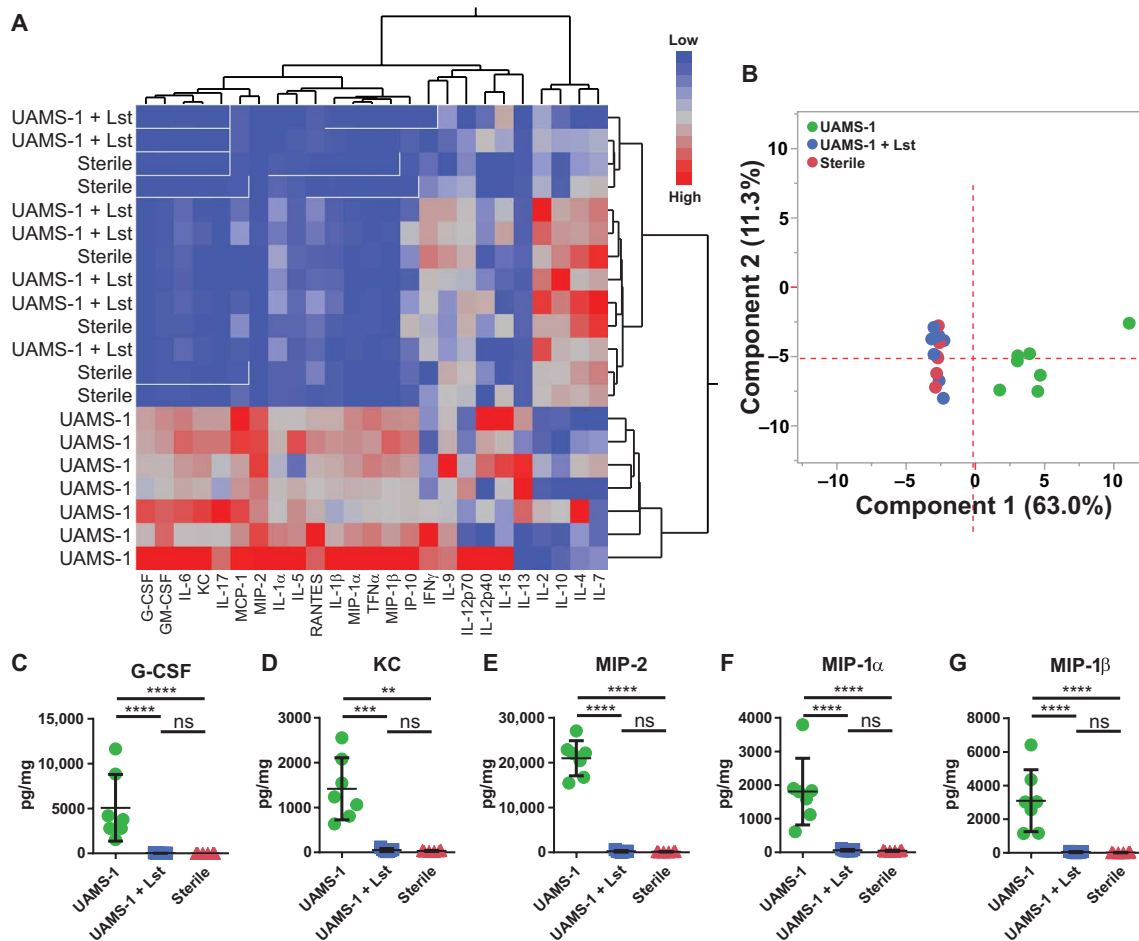 A
Low
High
UAMS-1 + Lst
UAMS-1 + Lst
Sterile
Sterile
UAMS-1 + Lst
UAMS-1 + Lst
Sterile
UAMS-1 + Lst
UAMS-1 + Lst
Sterile
UAMS-1 + Lst
Sterile
Sterile
UAMS-1
UAMS-1
UAMS-1
UAMS-1
UAMS-1
UAMS-1
UAMS-1
G-CSF
GM-CSF
IL-6
KC
IL-17
MCP-1
MIP-2
IL-1α
IL-5
RANTES
IL-1β
MIP-1α
TFNα
MIP-1β
IP-10
IFNγ
IL-9
IL-12p70
IL-12p40
IL-15
IL-13
IL-2
IL-10
IL-4
IL-7
B
UAMS-1
UAMS-1 + Lst
Sterile
Component 2 (11.3%)
10
5
0
−5
−10
−10
−5
0
5
10
Component 1 (63.0%)
C
G-CSF
****
****
ns
pg/mg
15,000
10,000
5000
0
UAMS-1
UAMS-1 + Lst
Sterile
D
KC
**
***
ns
pg/mg
3000
2000
1000
0
UAMS-1
UAMS-1 + Lst
Sterile
E
MIP-2
****
****
ns
pg/mg
30,000
20,000
10,000
0
UAMS-1
UAMS-1 + Lst
Sterile
F
MIP-1α
****
****
ns
pg/mg
4000
3000
2000
1000
0
UAMS-1
UAMS-1 + Lst
Sterile
G
MIP-1β
****
****
ns
pg/mg
8000
6000
4000
2000
0
UAMS-1
UAMS-1 + Lst
Sterile